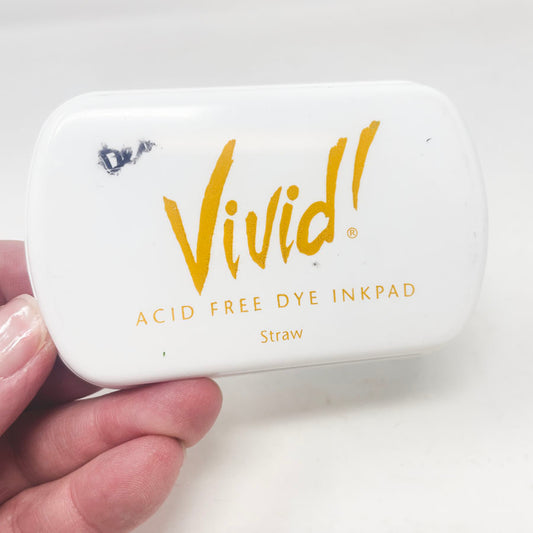 Vivid!®
ACID FREE DYE INKPAD
Straw